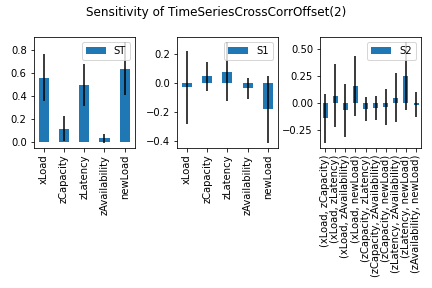 Sensitivity of TimeSeriesCrossCorrOffset(2)
ST
0.8
0.6
0.4
0.2
0.0
xLoad
zCapacity
zLatency
zAvailability
newLoad
S1
0.2
0.0
−0.2
−0.4
xLoad
zCapacity
zLatency
zAvailability
newLoad
S2
0.50
0.25
0.00
−0.25
(xLoad, zCapacity)
(xLoad, zLatency)
(xLoad, zAvailability)
(xLoad, newLoad)
(zCapacity, zLatency)
(zCapacity, zAvailability)
(zCapacity, newLoad)
(zLatency, zAvailability)
(zLatency, newLoad)
(zAvailability, newLoad)